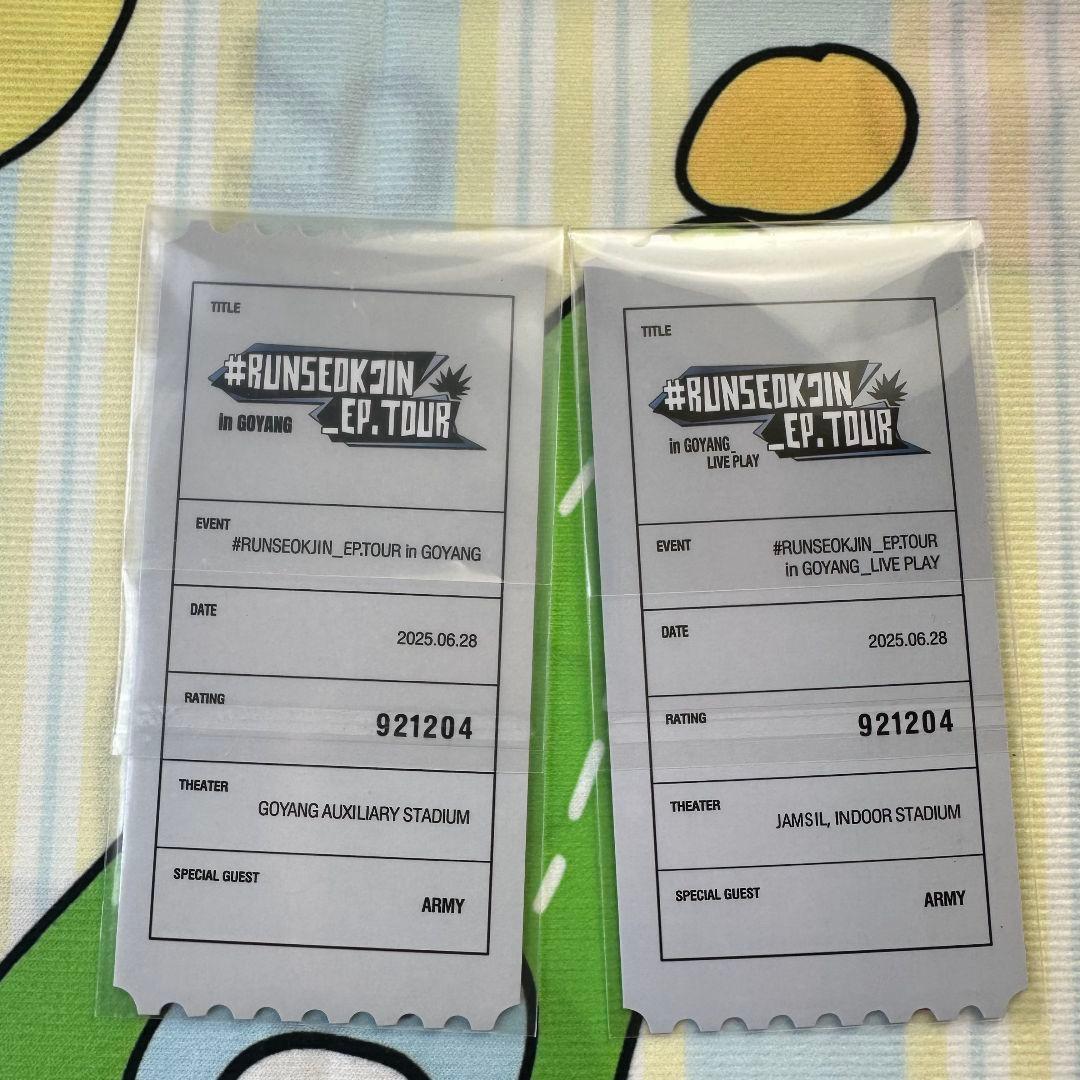 TITLE
#RUNSEOKJIN
_EP.TOUR
in GOYANG
EVENT
#RUNSEOKJIN_EP.TOUR in GOYANG
DATE
2025.06.28
RATING
921204
THEATER
GOYANG AUXILIARY STADIUM
SPECIAL GUEST
ARMY
TITLE
#RUNSEOKJIN
_EP.TOUR
in GOYANG_
LIVE PLAY
EVENT
#RUNSEOKJIN_EP.TOUR
in GOYANG_LIVE PLAY
DATE
2025.06.28
RATING
921204
THEATER
JAMSIL, INDOOR STADIUM
SPECIAL GUEST
ARMY